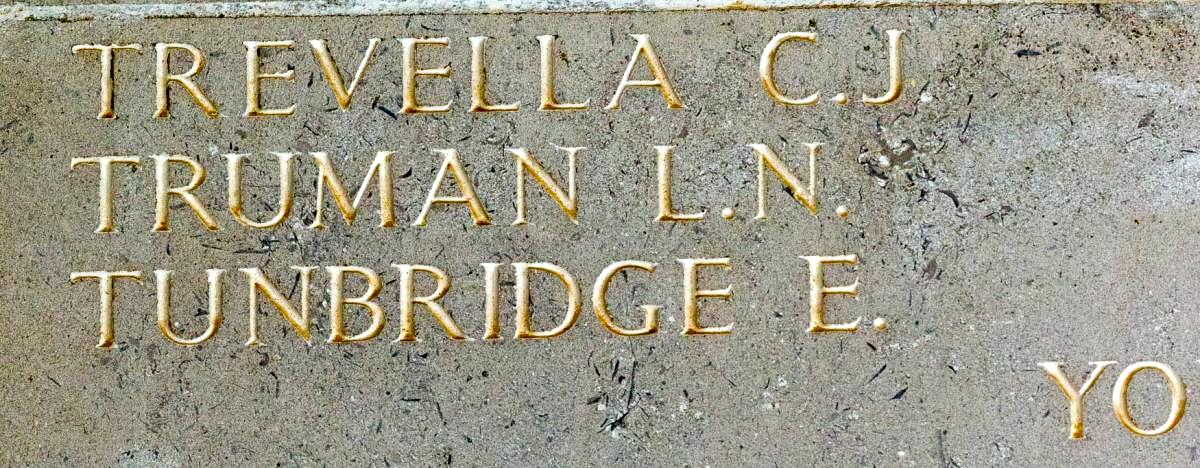 TREVELLA C.J
TRUMAN L.N.
TUNBRIDGE E.
YO